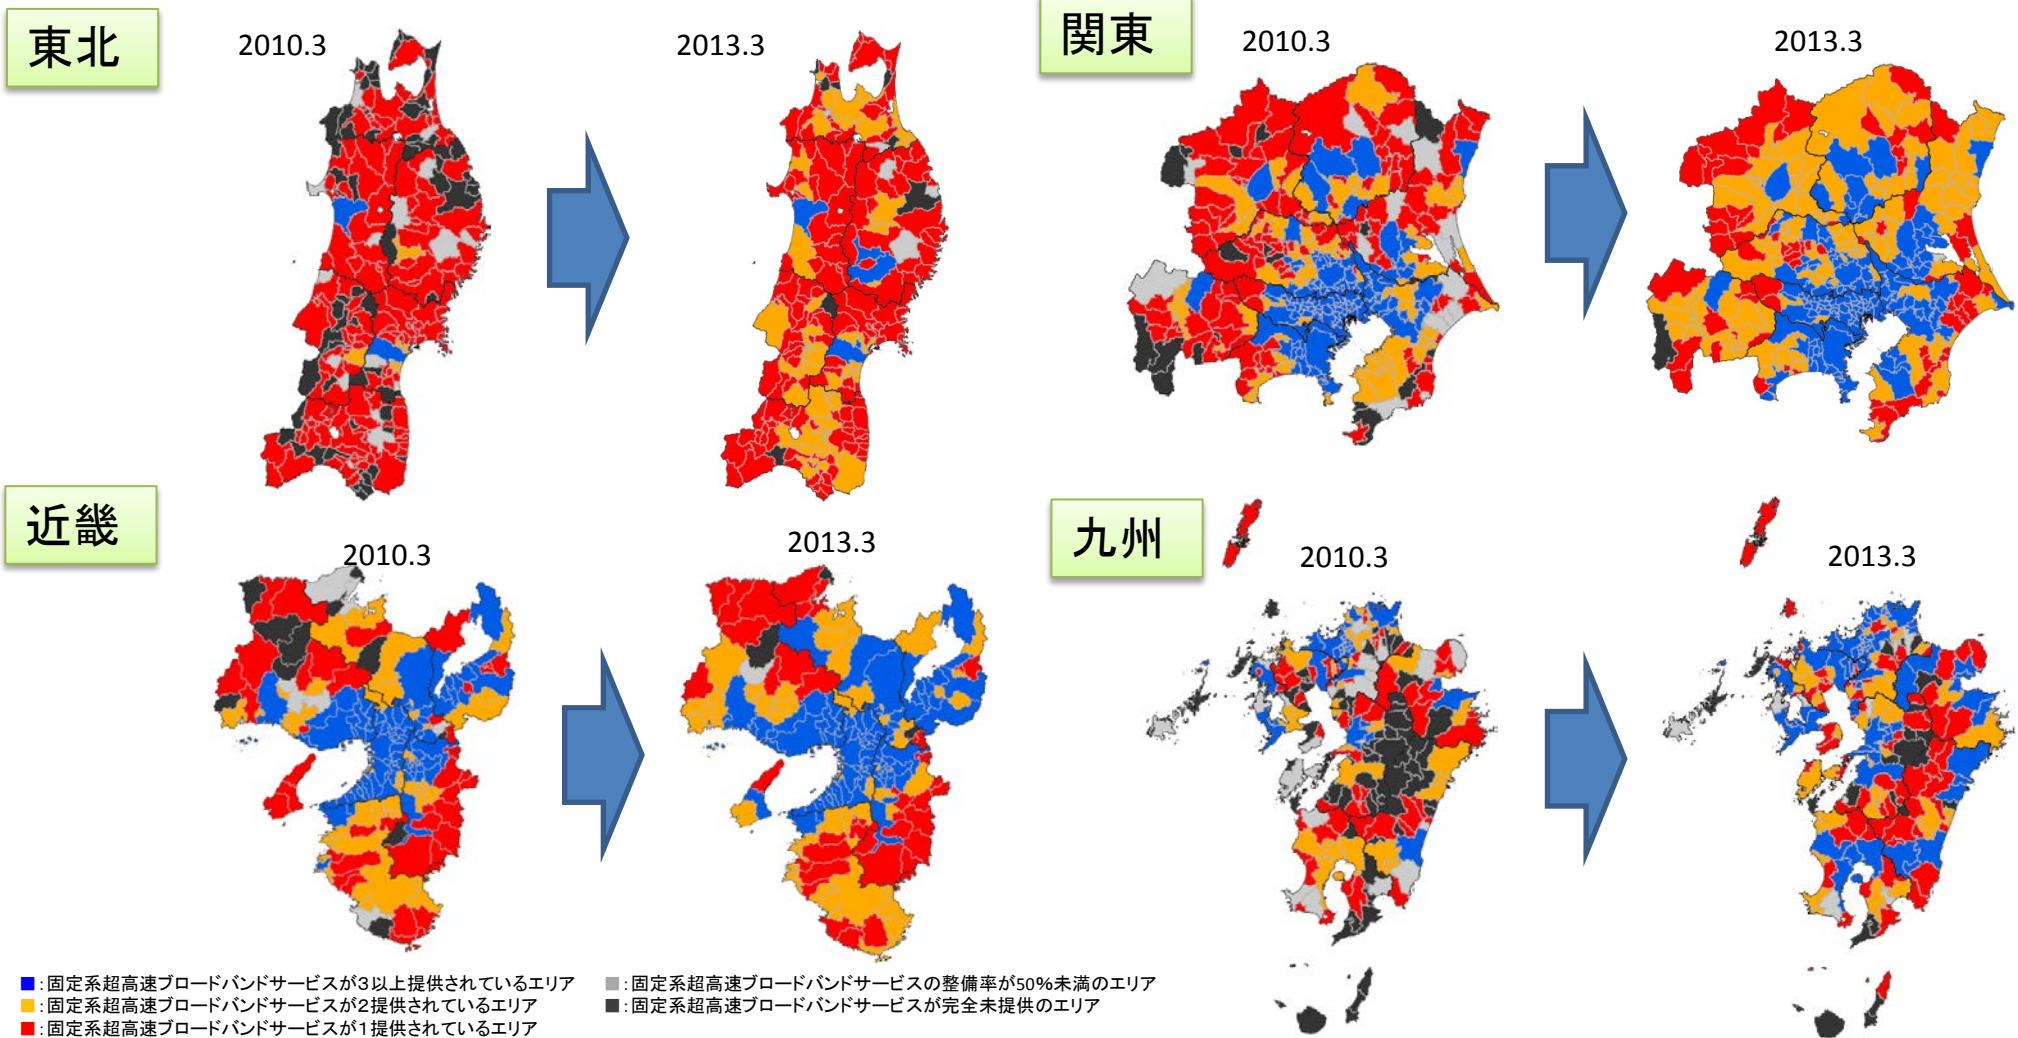 東北
2010.3
2013.3
関東
2010.3
2013.3
近畿
2010.3
2013.3
九州
2010.3
2013.3
■:固定系超高速ブロードバンドサービスが3以上提供されているエリア
■:固定系超高速ブロードバンドサービスが2提供されているエリア
■:固定系超高速ブロードバンドサービスが1提供されているエリア
■:固定系超高速ブロードバンドサービスの整備率が50%未満のエリア
■:固定系超高速ブロードバンドサービスが完全未提供のエリア